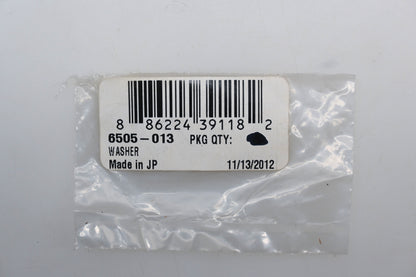 8 86224 39118 2
6505-013 PKG QTY:
WASHER
Made in JP 11/13/2012